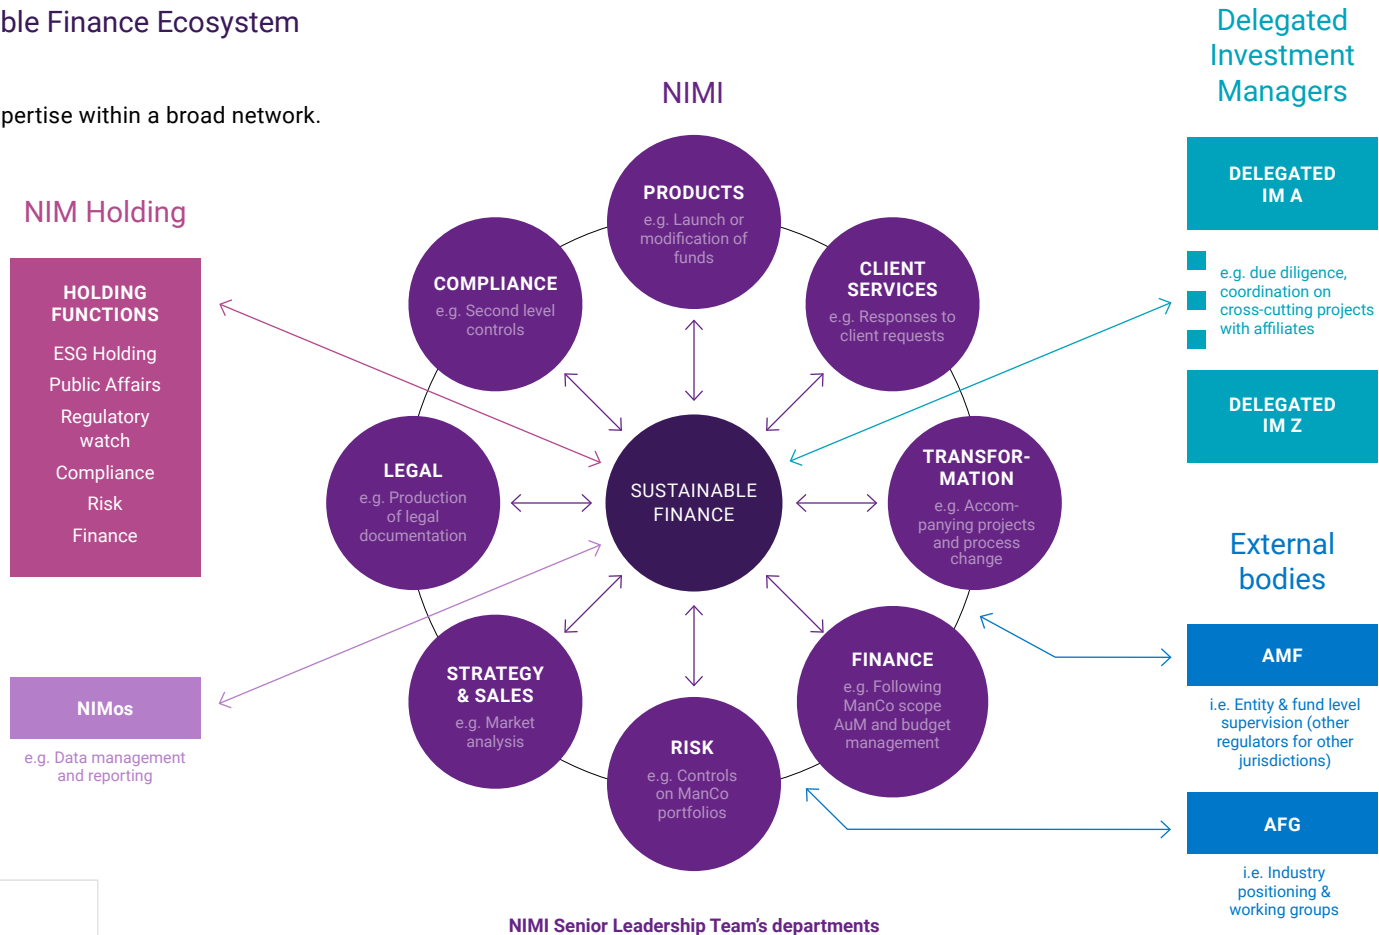 ble Finance Ecosystem
pertise within a broad network.
NIM Holding
HOLDING
FUNCTIONS
ESG Holding
Public Affairs
Regulatory
watch
Compliance
Risk
Finance
NIMos
e.g. Data management
and reporting
NIMI
PRODUCTS
e.g. Launch or
modification of
funds
COMPLIANCE
e.g. Second level
controls
CLIENT
SERVICES
e.g. Responses to
client requests
LEGAL
e.g. Production
of legal
documentation
SUSTAINABLE
FINANCE
TRANSFOR-
MATION
e.g. Accom-
panying projects
and process
change
STRATEGY
& SALES
e.g. Market
analysis
FINANCE
e.g. Following
ManCo scope
AuM and budget
management
RISK
e.g. Controls
on ManCo
portfolios
NIMI Senior Leadership Team’s departments
Delegated
Investment
Managers
DELEGATED
IM A
e.g. due diligence,
coordination on
cross-cutting projects
with affiliates
DELEGATED
IM Z
External
bodies
AMF
i.e. Entity & fund level
supervision (other
regulators for other
jurisdictions)
AFG
i.e. Industry
positioning &
working groups